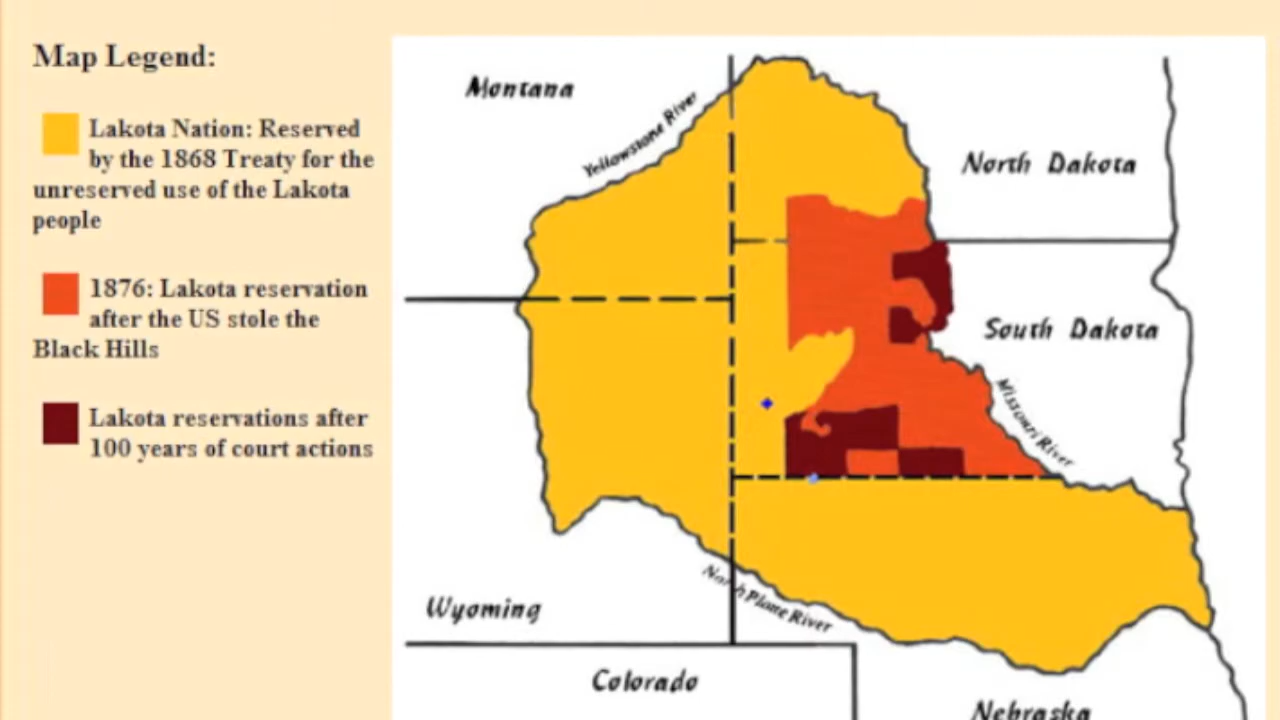 Map Legend:
Lakota Nation: Reserved
by the 1868 Treaty for the
unreserved use of the Lakota
people
1876: Lakota reservation
after the US stole the
Black Hills
Lakota reservations after
100 years of court actions
Montana
Yellowstone River
North Dakota
South Dakota
Missouri River
Wyoming
North Platte River
Colorado
Nebraska